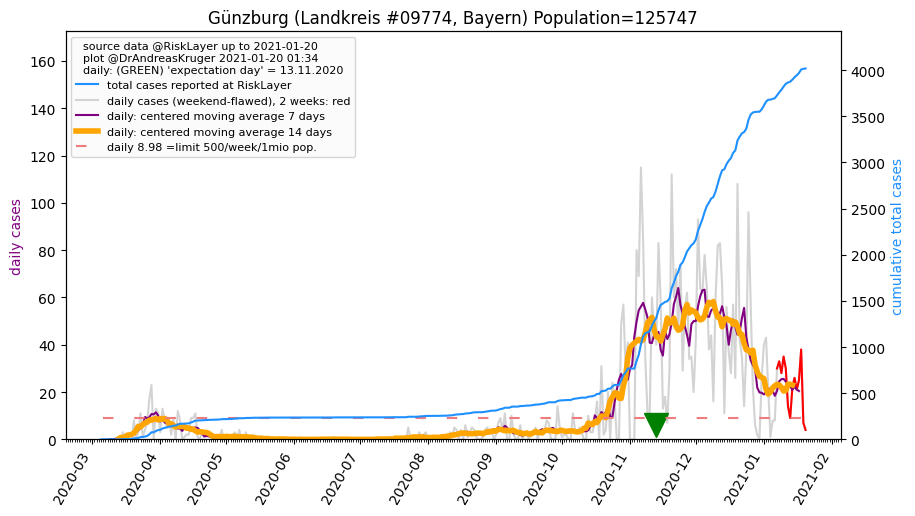 Günzburg (Landkreis #09774, Bayern) Population=125747
source data @RiskLayer up to 2021-01-20
plot @DrAndreasKruger 2021-01-20 01:34
daily: (GREEN) 'expectation day' = 13.11.2020
total cases reported at RiskLayer
daily cases (weekend-flawed), 2 weeks: red
daily: centered moving average 7 days
daily: centered moving average 14 days
daily 8.98 =limit 500/week/1mio pop.
daily cases
160
140
120
100
80
60
40
20
0
cumulative total cases
4000
3500
3000
2500
2000
1500
1000
500
0
2020-03
2020-04
2020-05
2020-06
2020-07
2020-08
2020-09
2020-10
2020-11
2020-12
2021-01
2021-02